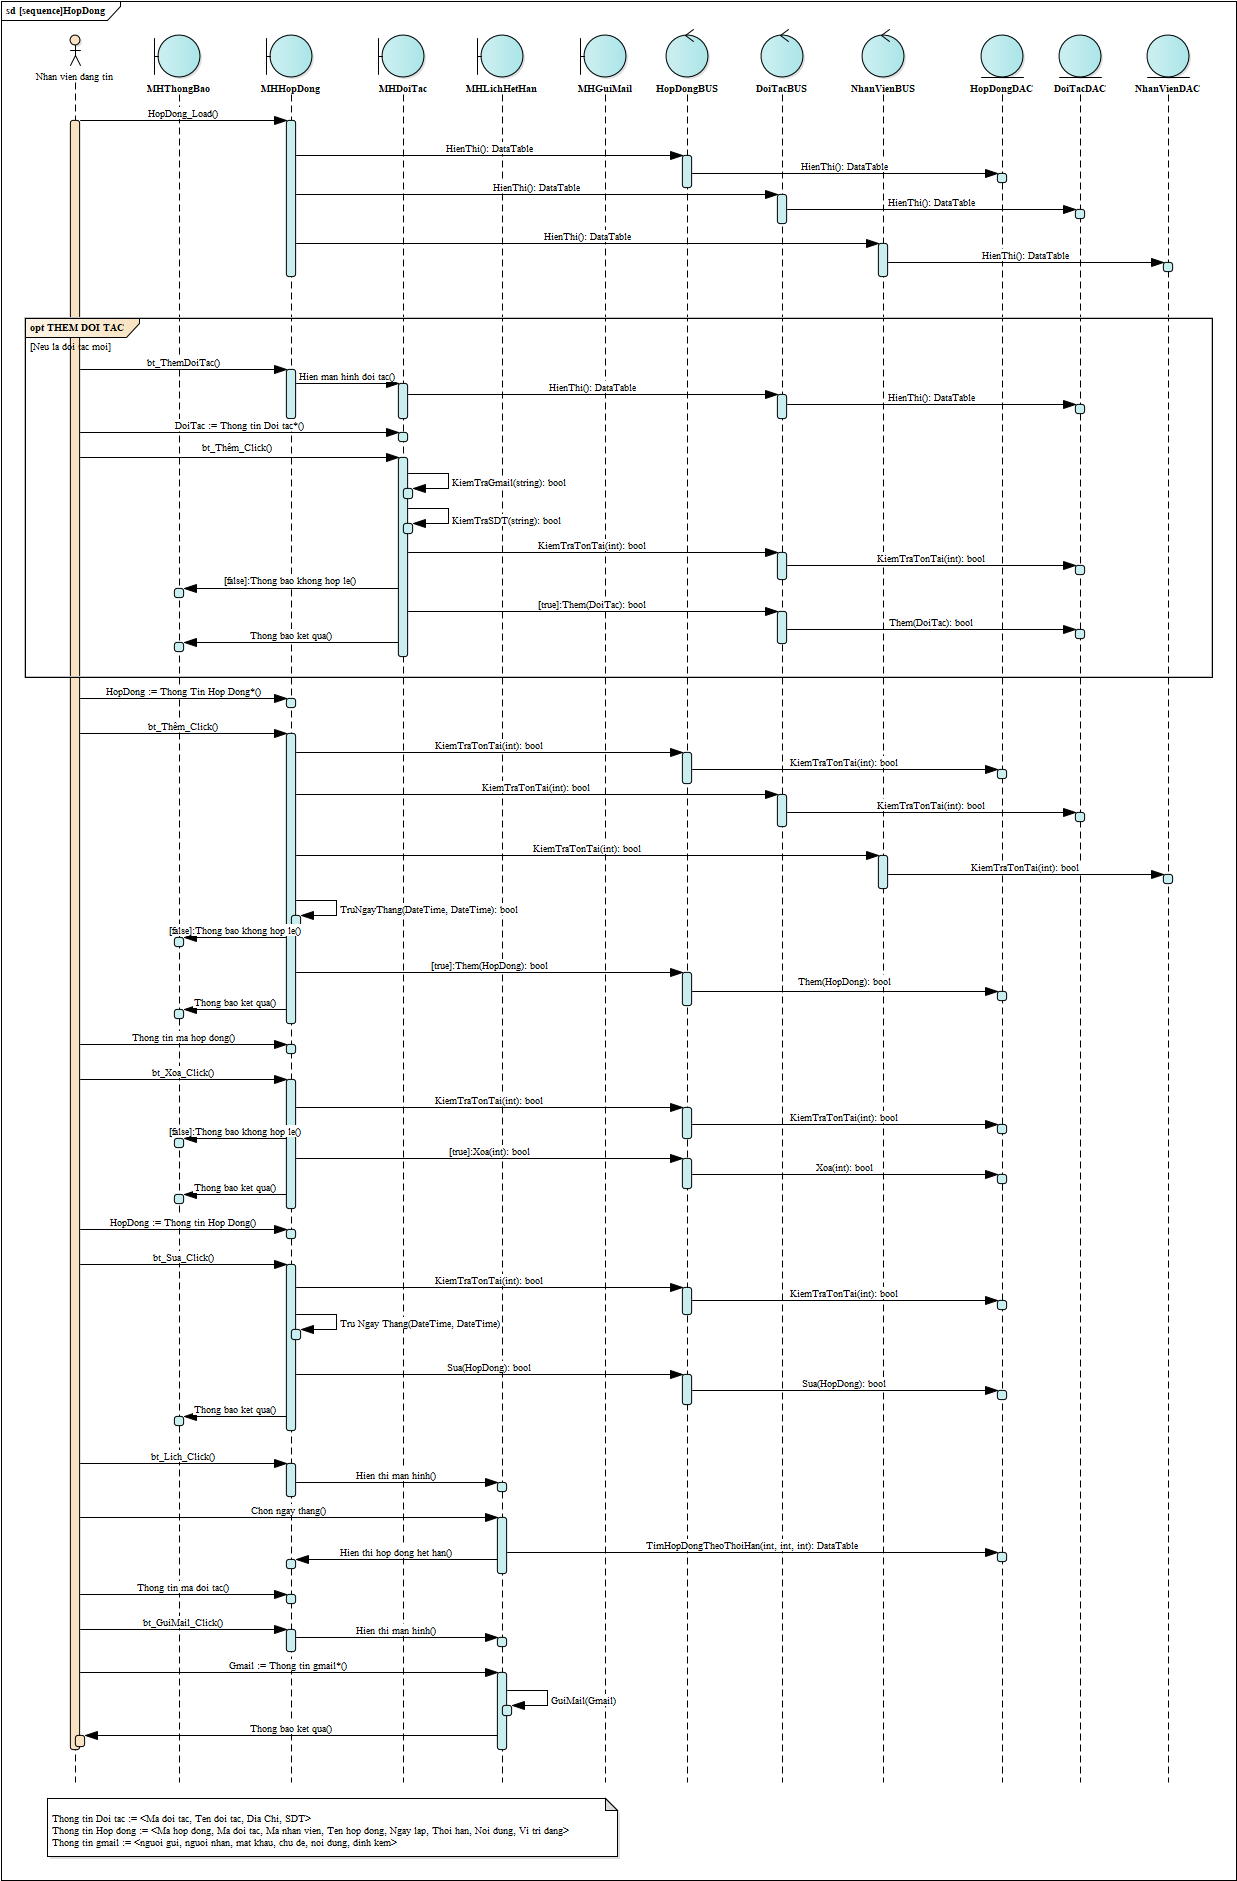 sd [sequence]HopDong
Nhan vien dang tin
MHThongBao
MHHopDong
MHDoiTac
MHLichHetHan
MHGuiMail
HopDongBUS
DoiTacBUS
NhanVienBUS
HopDongDAC
DoiTacDAC
NhanVienDAC
HopDong_Load()
HienThi(): DataTable
HienThi(): DataTable
HienThi(): DataTable
HienThi(): DataTable
HienThi(): DataTable
HienThi(): DataTable
opt THEM DOI TAC
[Neu la doi tac moi]
bt_ThemDoiTac()
Hien man hinh doi tac()
HienThi(): DataTable
HienThi(): DataTable
DoiTac := Thong tin Doi tac*()
bt_Thêm_Click()
KiemTraGmail(string): bool
KiemTraSDT(string): bool
KiemTraTonTai(int): bool
KiemTraTonTai(int): bool
[false]:Thong bao khong hop le()
[true]:Them(DoiTac): bool
Them(DoiTac): bool
Thong bao ket qua()
HopDong := Thong Tin Hop Dong*()
bt_Thêm_Click()
KiemTraTonTai(int): bool
KiemTraTonTai(int): bool
KiemTraTonTai(int): bool
KiemTraTonTai(int): bool
KiemTraTonTai(int): bool
KiemTraTonTai(int): bool
TruNgayThang(DateTime, DateTime): bool
[false]:Thong bao khong hop le()
[true]:Them(HopDong): bool
Them(HopDong): bool
Thong bao ket qua()
Thong tin ma hop dong()
bt_Xoa_Click()
KiemTraTonTai(int): bool
KiemTraTonTai(int): bool
[false]:Thong bao khong hop le()
[true]:Xoa(int): bool
Xoa(int): bool
Thong bao ket qua()
HopDong := Thong tin Hop Dong()
bt_Sua_Click()
KiemTraTonTai(int): bool
KiemTraTonTai(int): bool
Tru Ngay Thang(DateTime, DateTime)
Sua(HopDong): bool
Sua(HopDong): bool
Thong bao ket qua()
bt_Lich_Click()
Hien thi man hinh()
Chon ngay thang()
TimHopDongTheoThoiHan(int, int, int): DataTable
Hien thi hop dong het han()
Thong tin ma doi tac()
bt_GuiMail_Click()
Hien thi man hinh()
Gmail := Thong tin gmail*()
GuiMail(Gmail)
Thong bao ket qua()
Thong tin Doi tac := <Ma doi tac, Ten doi tac, Dia Chi, SDT>
Thong tin Hop dong := <Ma hop dong, Ma doi tac, Ma nhan vien, Ten hop dong, Ngay lap, Thoi han, Noi dung, Vi tri dang>
Thong tin gmail := <nguoi gui, nguoi nhan, mat khau, chu de, noi dung, dinh kem>